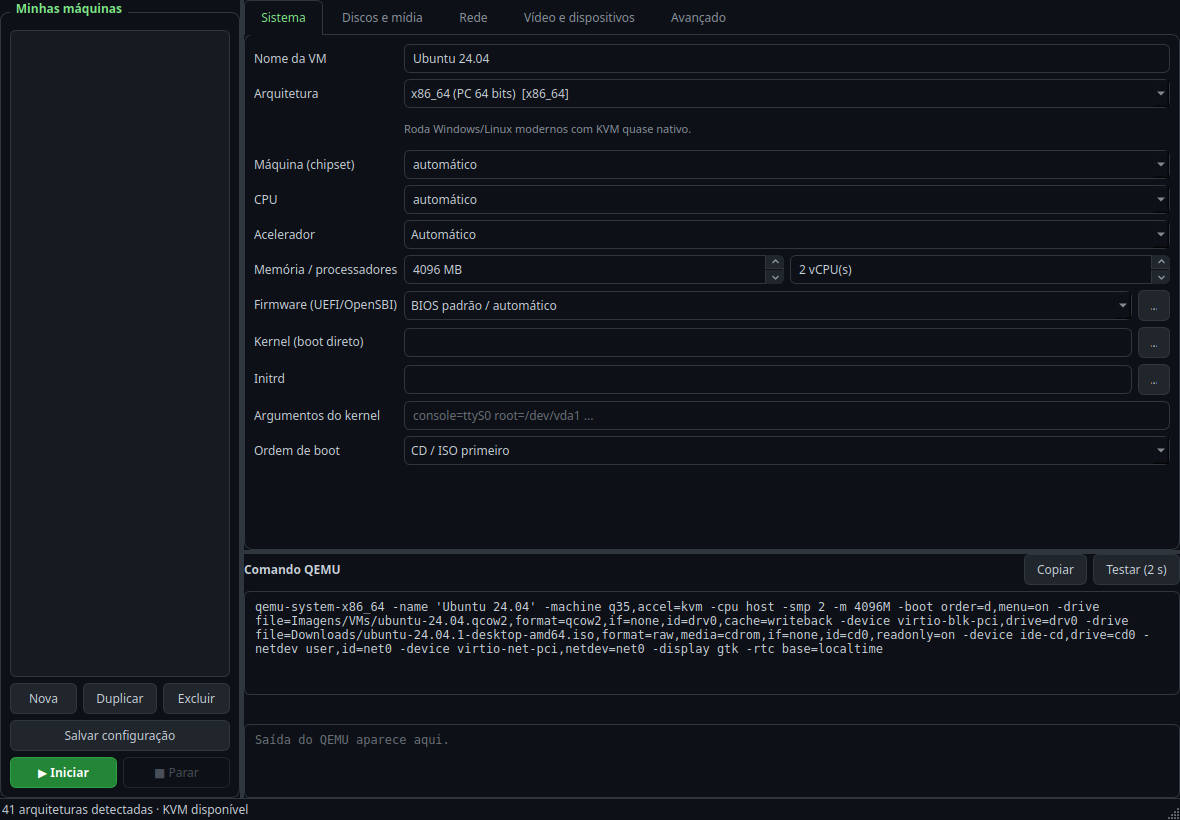 Minhas máquinas
Sistema
Discos e mídia
Rede
Vídeo e dispositivos
Avançado
Nome da VM
Ubuntu 24.04
Arquitetura
x86_64 (PC 64 bits) [x86_64]
Roda Windows/Linux modernos com KVM quase nativo.
Máquina (chipset)
automático
CPU
automático
Acelerador
Automático
Memória / processadores
4096 MB
2 vCPU(s)
Firmware (UEFI/OpenSBI)
BIOS padrão / automático
...
Kernel (boot direto)
...
Initrd
...
Argumentos do kernel
console=ttyS0 root=/dev/vda1 ...
Ordem de boot
CD / ISO primeiro
Comando QEMU
Copiar
Testar (2 s)
qemu-system-x86_64 -name 'Ubuntu 24.04' -machine q35,accel=kvm -cpu host -smp 2 -m 4096M -boot order=d,menu=on -drive
file=Imagens/VMs/ubuntu-24.04.qcow2,format=qcow2,if=none,id=drv0,cache=writeback -device virtio-blk-pci,drive=drv0 -drive
file=Downloads/ubuntu-24.04.1-desktop-amd64.iso,format=raw,media=cdrom,if=none,id=cd0,readonly=on -device ide-cd,drive=cd0 -
netdev user,id=net0 -device virtio-net-pci,netdev=net0 -display gtk -rtc base=localtime
Saída do QEMU aparece aqui.
Nova
Duplicar
Excluir
Salvar configuração
▶ Iniciar
■ Parar
41 arquiteturas detectadas · KVM disponível